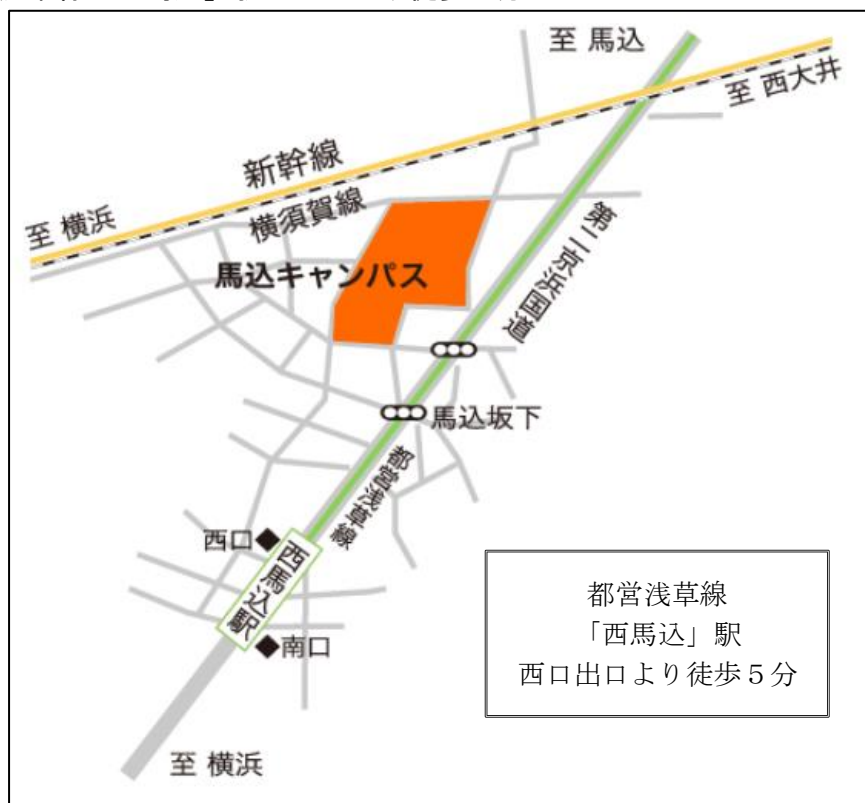 至 馬込
至 西大井
新幹線
横須賀線
至 横浜
第二京浜国道
馬込キャンパス
馬込坂下
都営浅草線
西口
西馬込駅
南口
至 横浜
都営浅草線
「西馬込」駅
西口出口より徒歩５分